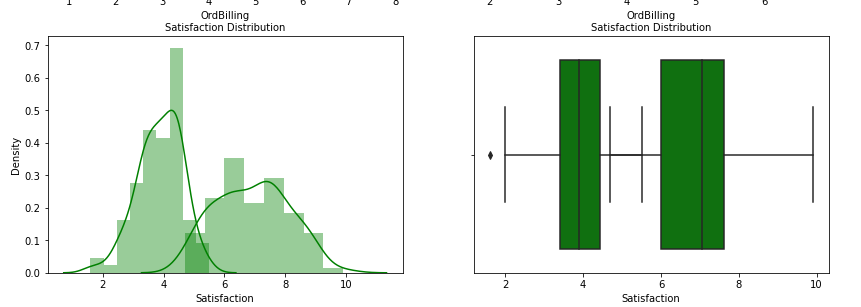 1 2 3 4 5 6 7 8
OrdBilling
Satisfaction Distribution
0.7
0.6
0.5
0.4
0.3
0.2
0.1
0.0
Density
2 4 6 8 10
Satisfaction
2 3 4 5 6
OrdBilling
Satisfaction Distribution
2 4 6 8 10
Satisfaction